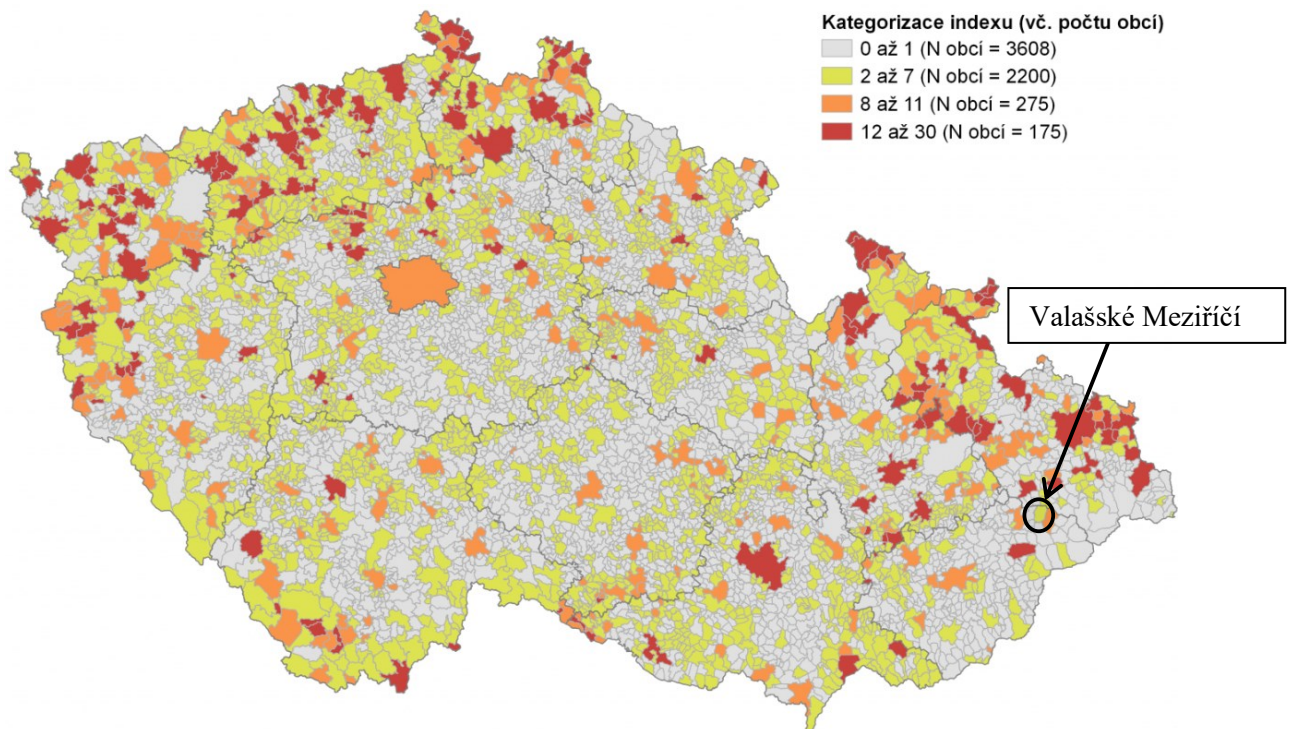 Kategorizace indexu (vč. počtu obcí)
0 až 1 (N obcí = 3608)
2 až 7 (N obcí = 2200)
8 až 11 (N obcí = 275)
12 až 30 (N obcí = 175)
Valašské Meziříčí